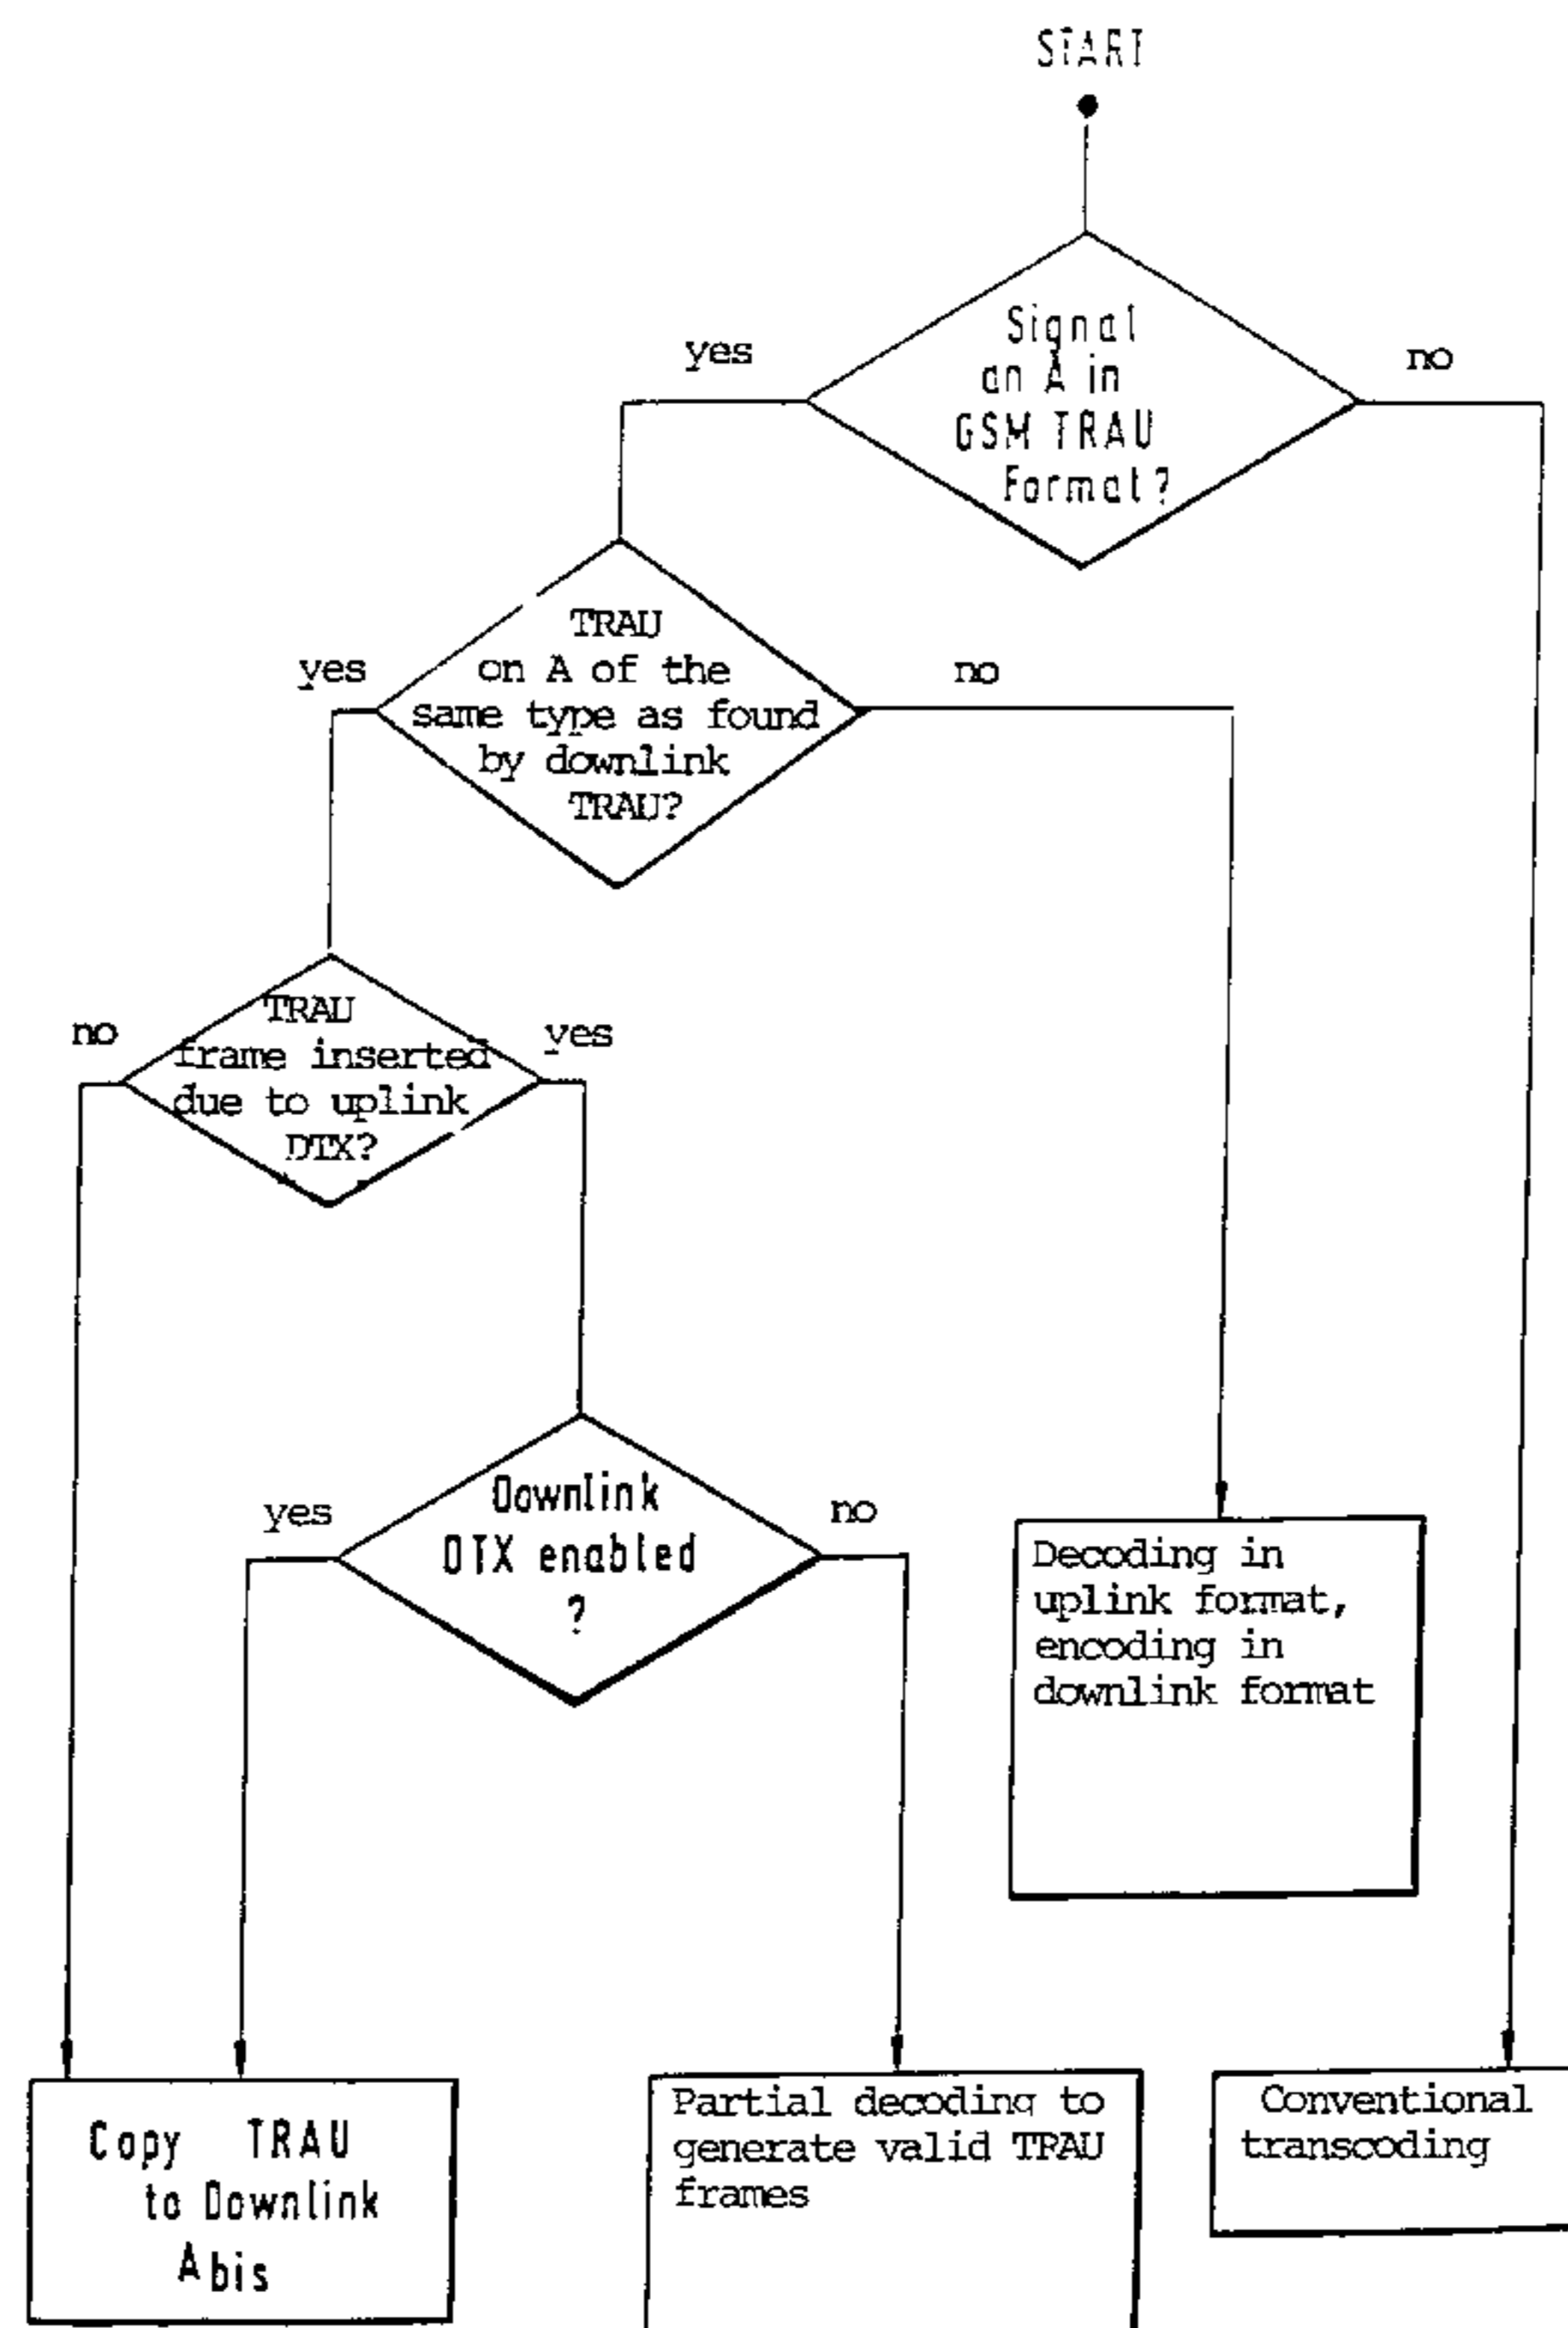 START
Signal
on A in
GSM TRAU
Format?
yes
no
TRAU
on A of the
same type as found
by downlink
TRAU?
yes
no
TRAU
frame inserted
due to uplink
DTX?
no
yes
Downlink
DTX enabled
?
yes
no
Decoding in
uplink format,
encoding in
downlink format
Copy TRAU
to Downlink
Abis
Partial decoding to
generate valid TRAU
frames
Conventional
transcoding